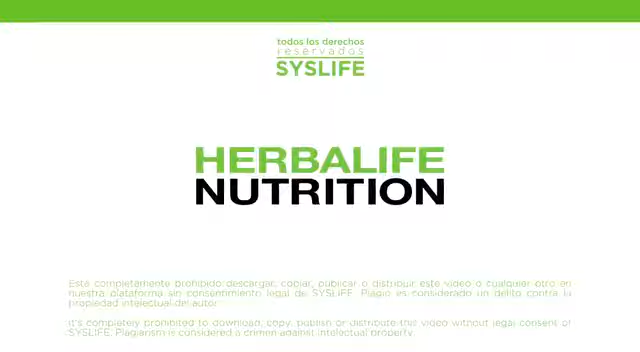 todos los derechos
reservados
SYSLIFE
HERBALIFE
NUTRITION
Está completamente prohibido descargar, copiar, publicar o distribuir este video o cualquier otro en
nuestra plataforma sin consentimiento legal de SYSLIFE. Plagio es considerado un delito contra la
propiedad intelectual del autor.
It's completely prohibited to download, copy, publish or distribute this video without legal consent of
SYSLIFE. Plagiarism is considered a crimen against intelectual property.